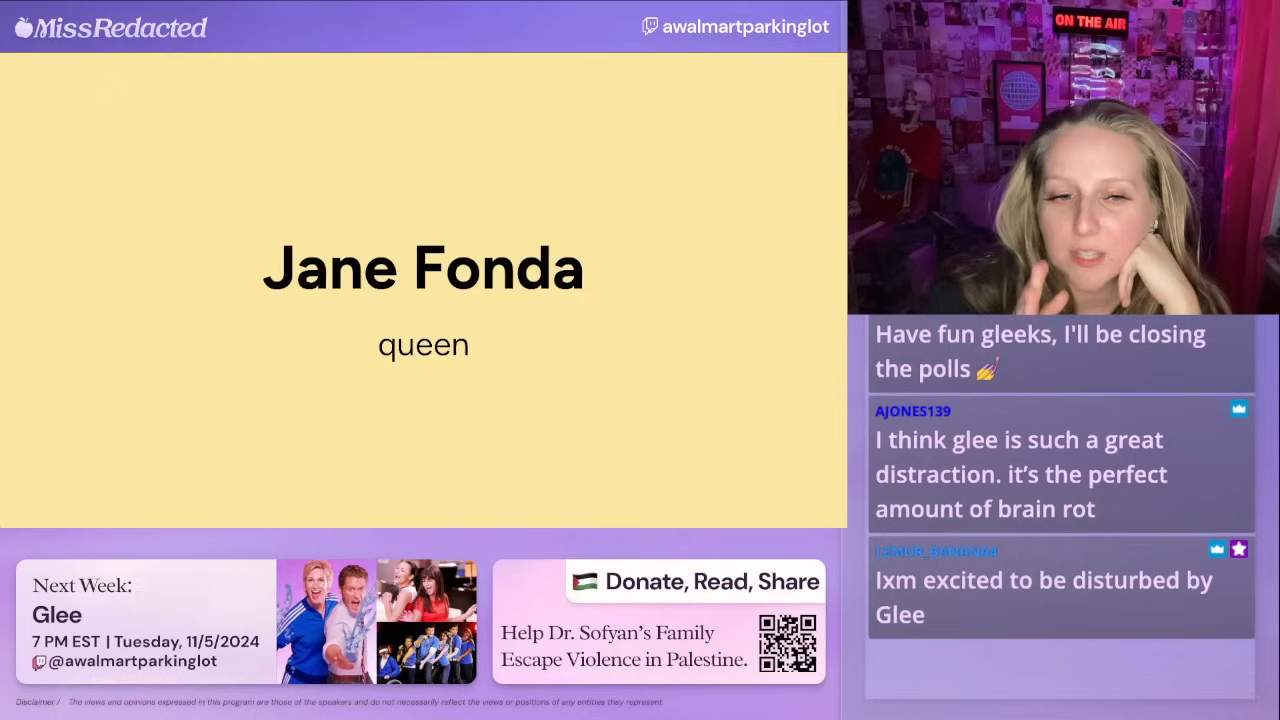 MissRedacted
awalmartparkinglot
ON THE AIR
Jane Fonda
queen
Have fun gleeks, I'll be closing
the polls 💅
AJONES139
I think glee is such a great
distraction. it’s the perfect
amount of brain rot
LEMUR_BANANA4
Ixm excited to be disturbed by
Glee
Next Week:
Glee
7 PM EST | Tuesday, 11/5/2024
@awalmartparkinglot
🇵🇸 Donate, Read, Share
Help Dr. Sofyan’s Family
Escape Violence in Palestine.
Disclaimer / The views and opinions expressed in this program are those of the speakers and do not necessarily reflect the views or positions of any entities they represent.